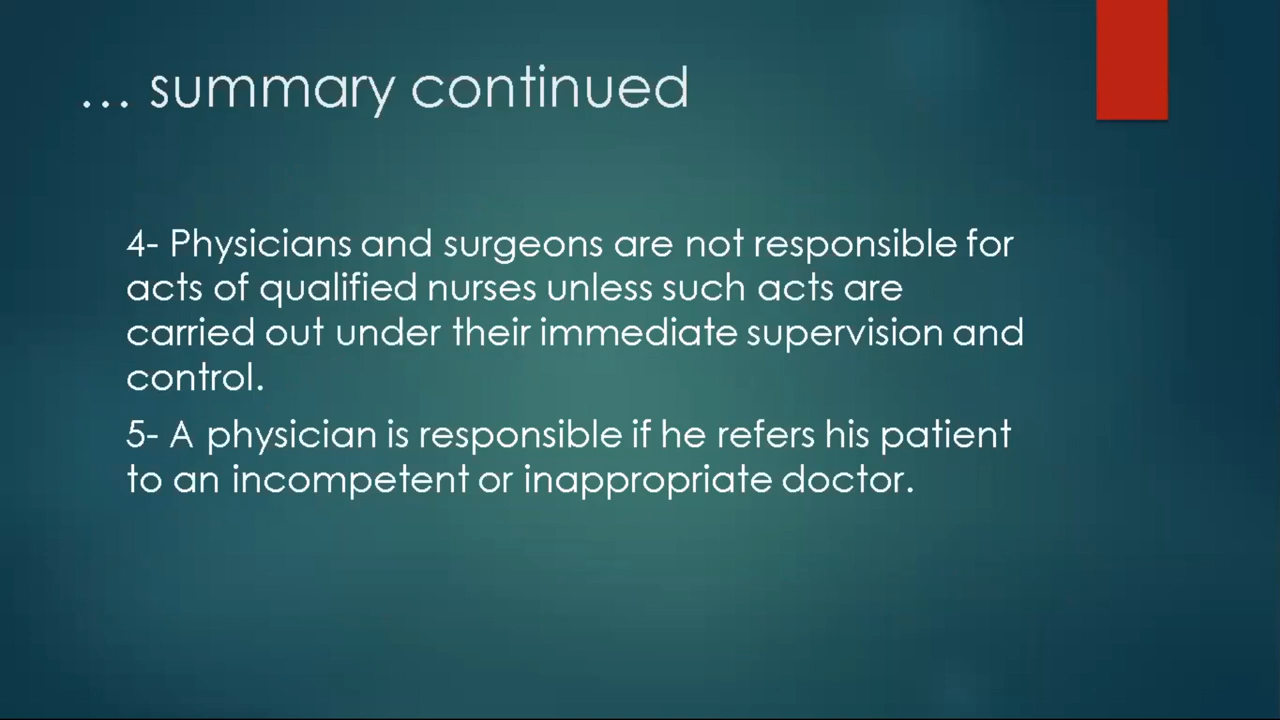 ... summary continued
4- Physicians and surgeons are not responsible for
acts of qualified nurses unless such acts are
carried out under their immediate supervision and
control.
5- A physician is responsible if he refers his patient
to an incompetent or inappropriate doctor.